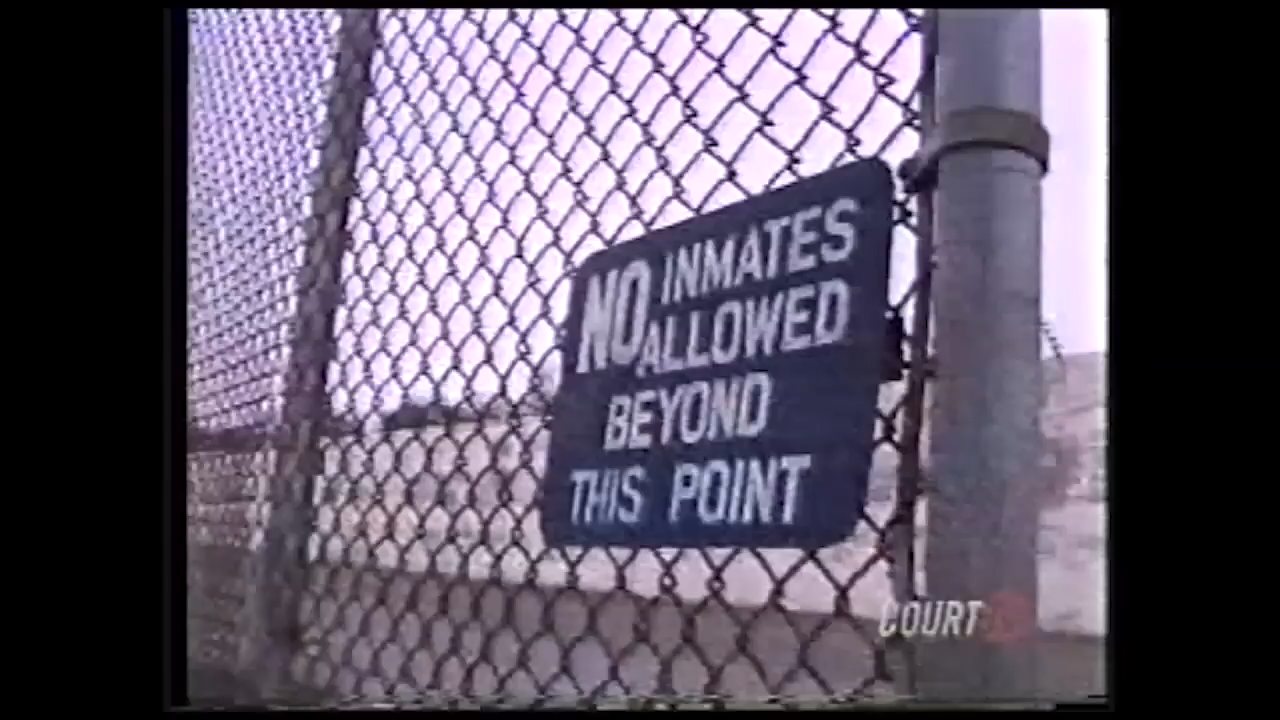 NO INMATES
ALLOWED
BEYOND
THIS POINT
COURT